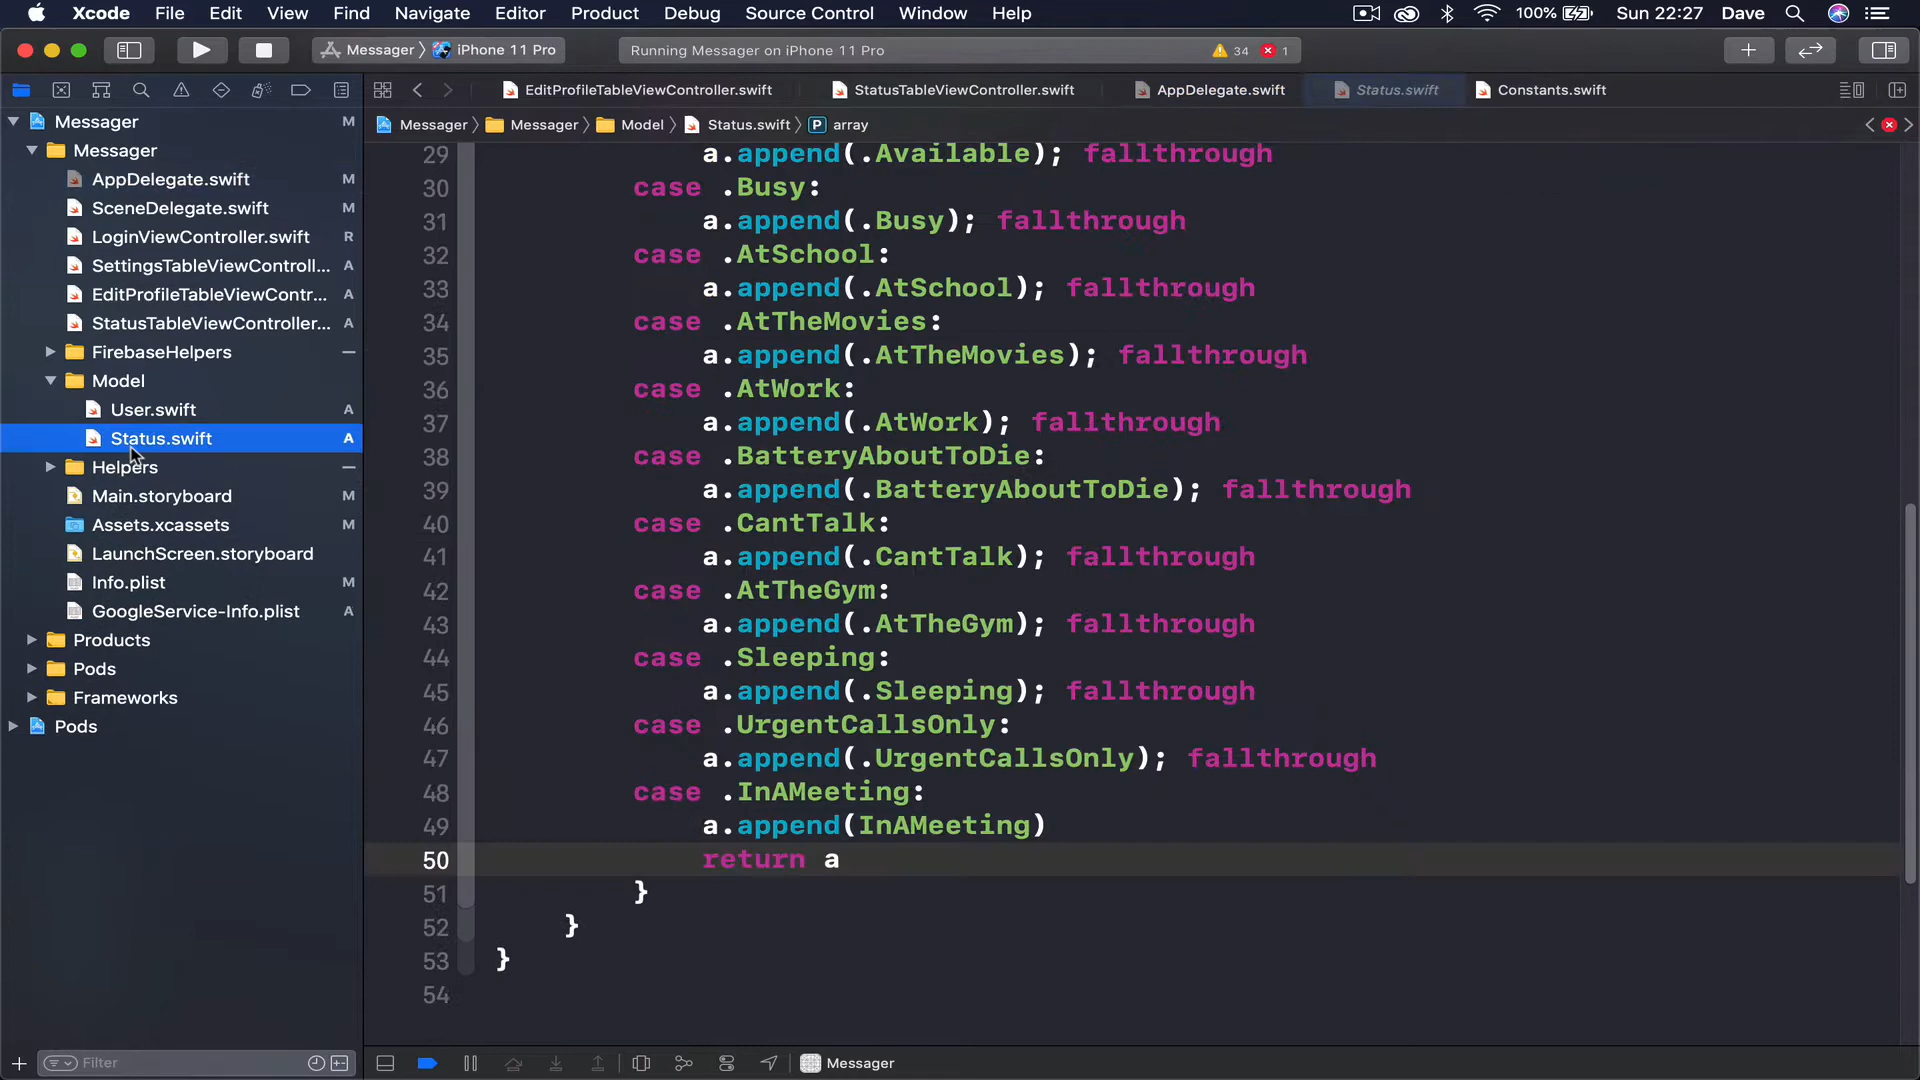 Xcode File Edit View Find Navigate Editor Product Debug Source Control Window Help 100% Sun 22:27 Dave
Messager iPhone 11 Pro Running Messager on iPhone 11 Pro 34 1
EditProfileTableViewController.swift StatusTableViewController.swift AppDelegate.swift Status.swift Constants.swift
Messager Messager Model Status.swift P array
Messager M
Messager
AppDelegate.swift M
SceneDelegate.swift M
LoginViewController.swift R
SettingsTableViewControll... A
EditProfileTableViewContr... A
StatusTableViewController... A
FirebaseHelpers
Model
User.swift A
Status.swift A
Helpers
Main.storyboard M
Assets.xcassets M
LaunchScreen.storyboard
Info.plist M
GoogleService-Info.plist A
Products
Pods
Frameworks
Pods
Filter
29 a.append(.Available); fallthrough
30 case .Busy:
31 a.append(.Busy); fallthrough
32 case .AtSchool:
33 a.append(.AtSchool); fallthrough
34 case .AtTheMovies:
35 a.append(.AtTheMovies); fallthrough
36 case .AtWork:
37 a.append(.AtWork); fallthrough
38 case .BatteryAboutToDie:
39 a.append(.BatteryAboutToDie); fallthrough
40 case .CantTalk:
41 a.append(.CantTalk); fallthrough
42 case .AtTheGym:
43 a.append(.AtTheGym); fallthrough
44 case .Sleeping:
45 a.append(.Sleeping); fallthrough
46 case .UrgentCallsOnly:
47 a.append(.UrgentCallsOnly); fallthrough
48 case .InAMeeting:
49 a.append(InAMeeting)
50 return a
51 }
52 }
53 }
54
Messager